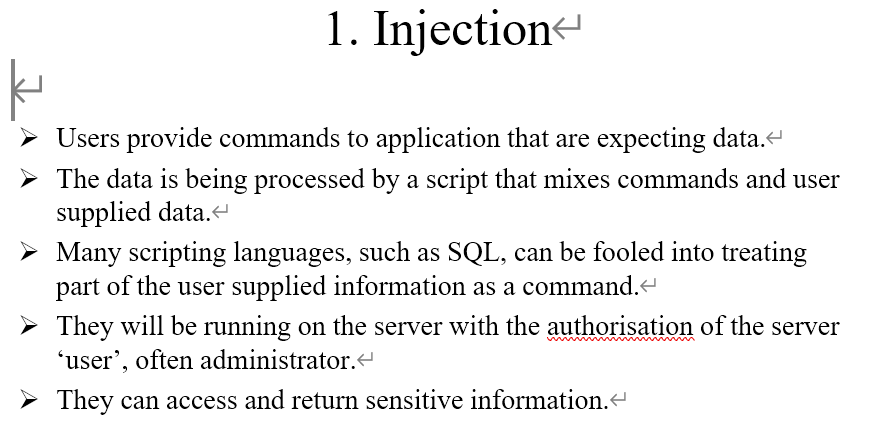 1. Injection↵
↵
➢ Users provide commands to application that are expecting data.↵
➢ The data is being processed by a script that mixes commands and user
supplied data.↵
➢ Many scripting languages, such as SQL, can be fooled into treating
part of the user supplied information as a command.↵
➢ They will be running on the server with the authorisation of the server
‘user’, often administrator.↵
➢ They can access and return sensitive information.↵